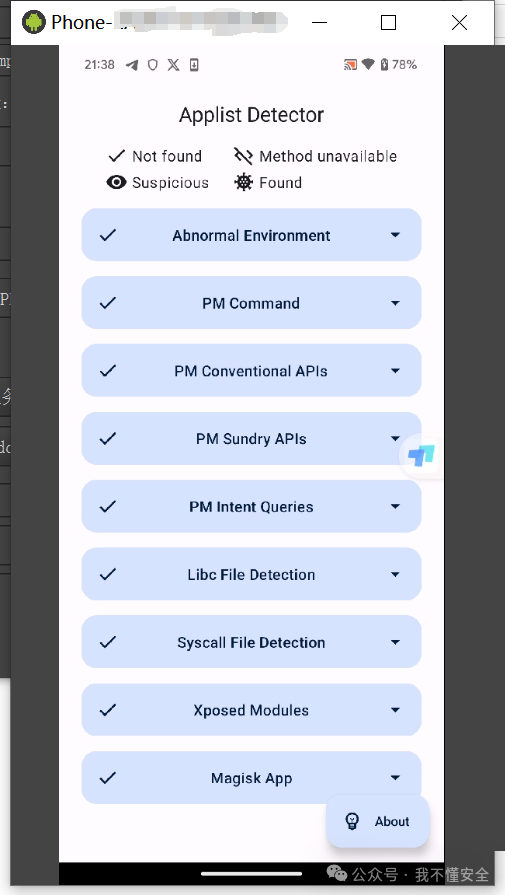 Phone-
21:38
78%
Applist Detector
Not found
Method unavailable
Suspicious
Found
Abnormal Environment
PM Command
PM Conventional APIs
PM Sundry APIs
PM Intent Queries
Libc File Detection
Syscall File Detection
Xposed Modules
Magisk App
About
公众号 · 我不懂安全